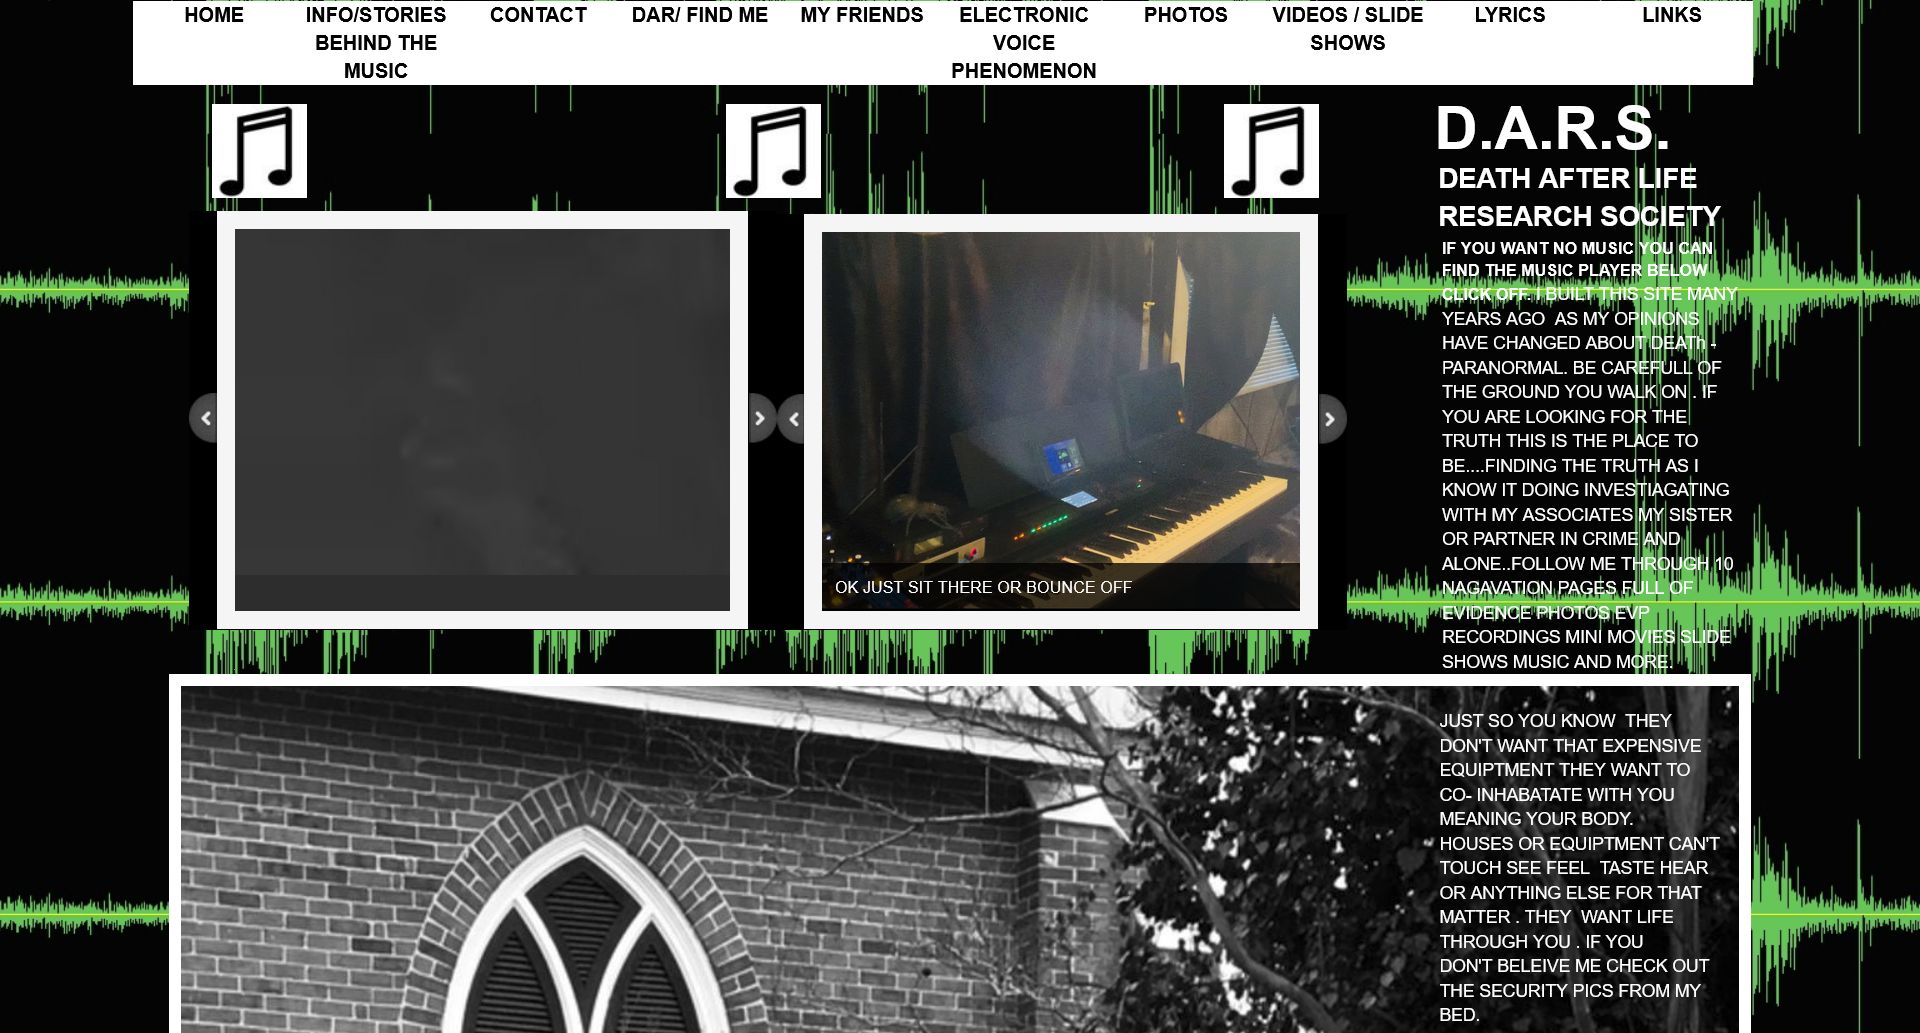 HOME
INFO/STORIES
BEHIND THE
MUSIC
CONTACT
DAR/ FIND ME
MY FRIENDS
ELECTRONIC
VOICE
PHENOMENON
PHOTOS
VIDEOS / SLIDE
SHOWS
LYRICS
LINKS
D.A.R.S.
DEATH AFTER LIFE
RESEARCH SOCIETY
IF YOU WANT NO MUSIC YOU CAN
FIND THE MUSIC PLAYER BELOW
CLICK OFF. I BUILT THIS SITE MANY
YEARS AGO  AS MY OPINIONS
HAVE CHANGED ABOUT DEATh -
PARANORMAL. BE CAREFULL OF
THE GROUND YOU WALK ON . IF
YOU ARE LOOKING FOR THE
TRUTH THIS IS THE PLACE TO
BE....FINDING THE TRUTH AS I
KNOW IT DOING INVESTIAGATING
WITH MY ASSOCIATES MY SISTER
OR PARTNER IN CRIME AND
ALONE..FOLLOW ME THROUGH 10
NAGAVATION PAGES FULL OF
EVIDENCE PHOTOS EVP
RECORDINGS MINI MOVIES SLIDE
SHOWS MUSIC AND MORE.
OK JUST SIT THERE OR BOUNCE OFF
JUST SO YOU KNOW  THEY
DON'T WANT THAT EXPENSIVE
EQUIPTMENT THEY WANT TO
CO- INHABATATE WITH YOU
MEANING YOUR BODY.
HOUSES OR EQUIPTMENT CAN'T
TOUCH SEE FEEL  TASTE HEAR
OR ANYTHING ELSE FOR THAT
MATTER . THEY  WANT LIFE
THROUGH YOU . IF YOU
DON'T BELEIVE ME CHECK OUT
THE SECURITY PICS FROM MY
BED.